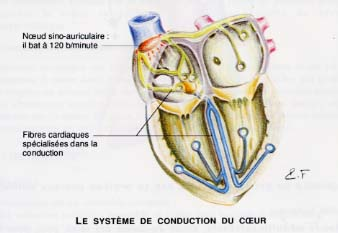 Nœud sino-auriculaire :
il bat à 120 b/minute
Fibres cardiaques
spécialisées dans la
conduction
LE SYSTÈME DE CONDUCTION DU CŒUR